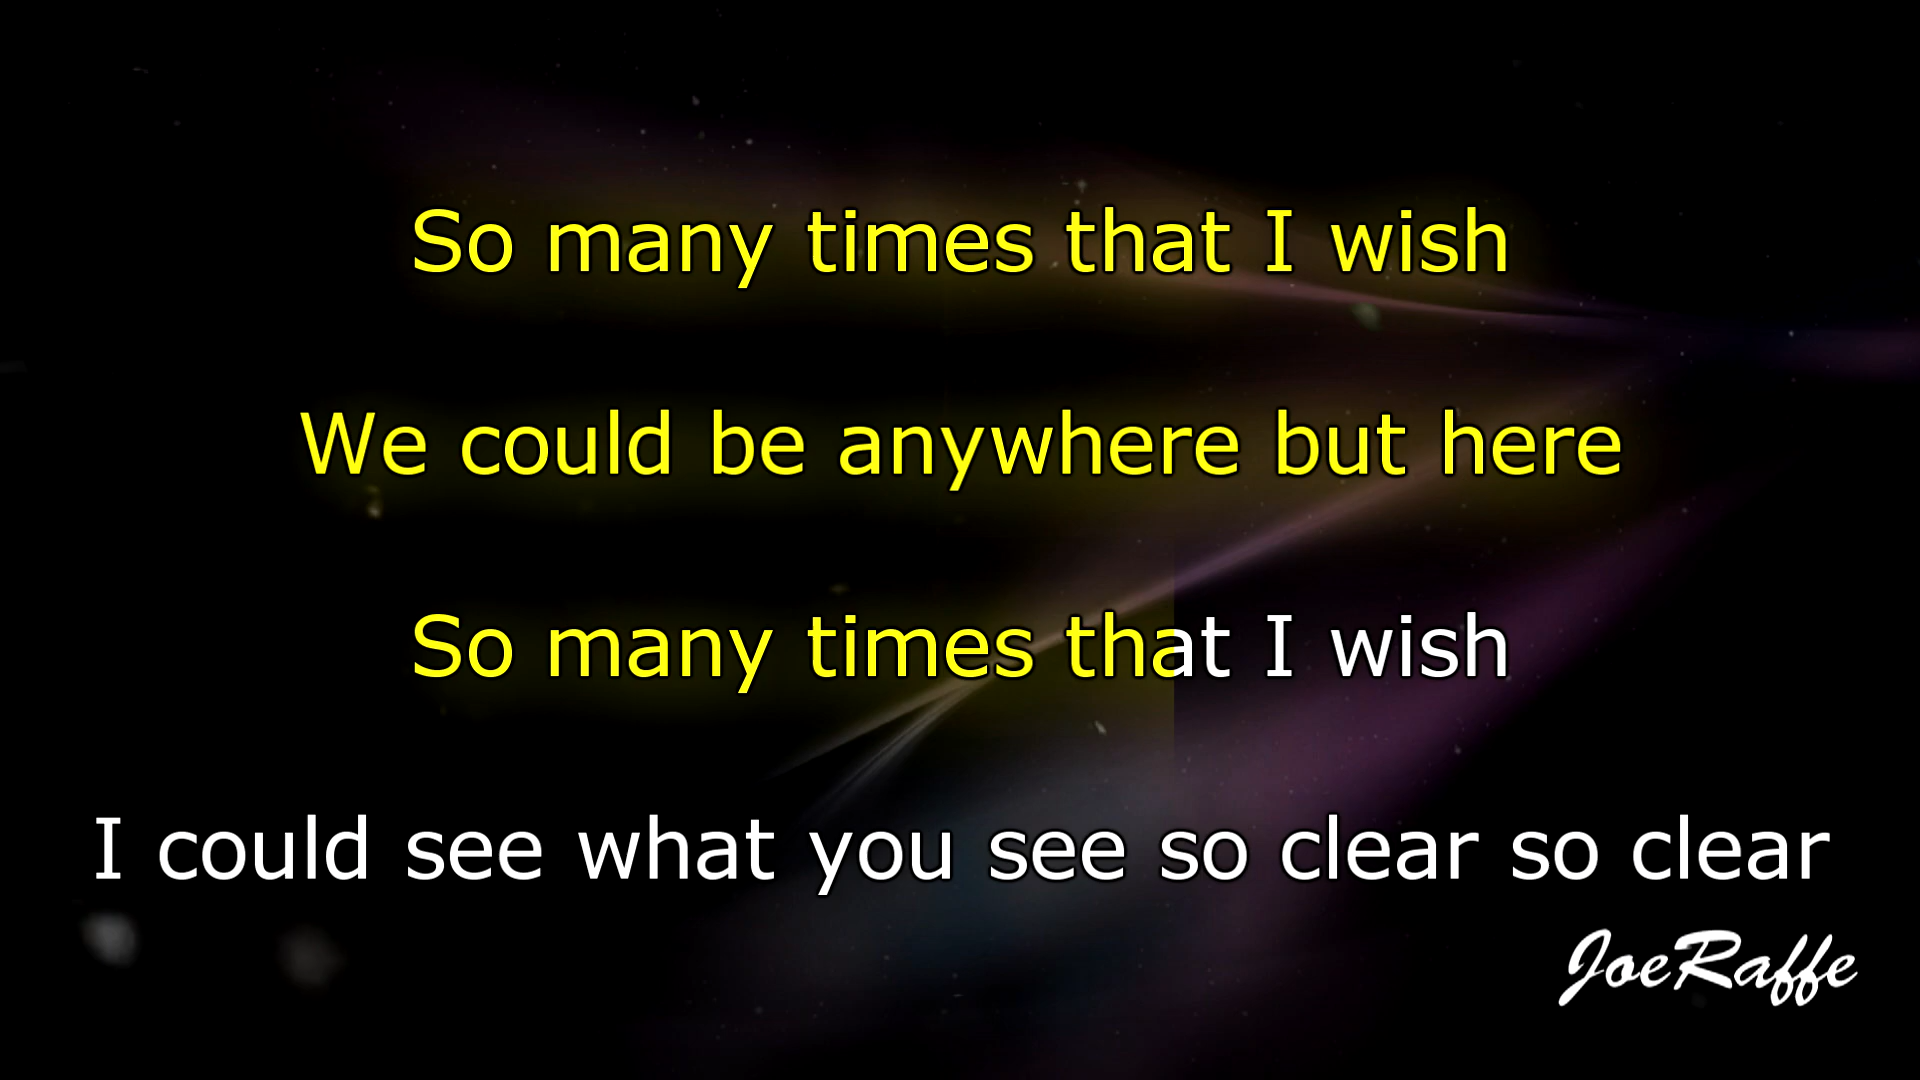 So many times that I wish
We could be anywhere but here
So many times that I wish
I could see what you see so clear so clear
JoeRaffe